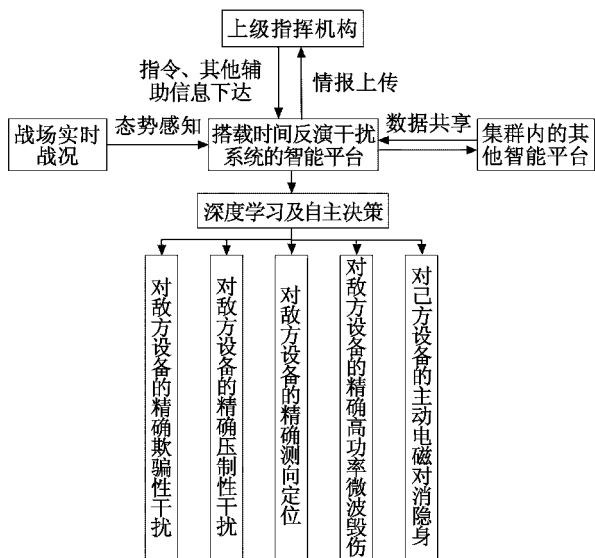 上级指挥机构
指令、其他辅
助信息下达
情报上传
战场实时
战况
态势感知
搭载时间反演干扰
系统的智能平台
数据共享
集群内的其
他智能平台
深度学习及自主决策
对敌方设备的精确欺骗性干扰
对敌方设备的精确压制性干扰
对敌方设备的精确测向定位
对敌方设备的精确高功率微波毁伤
对己方设备的主动电磁对消隐身